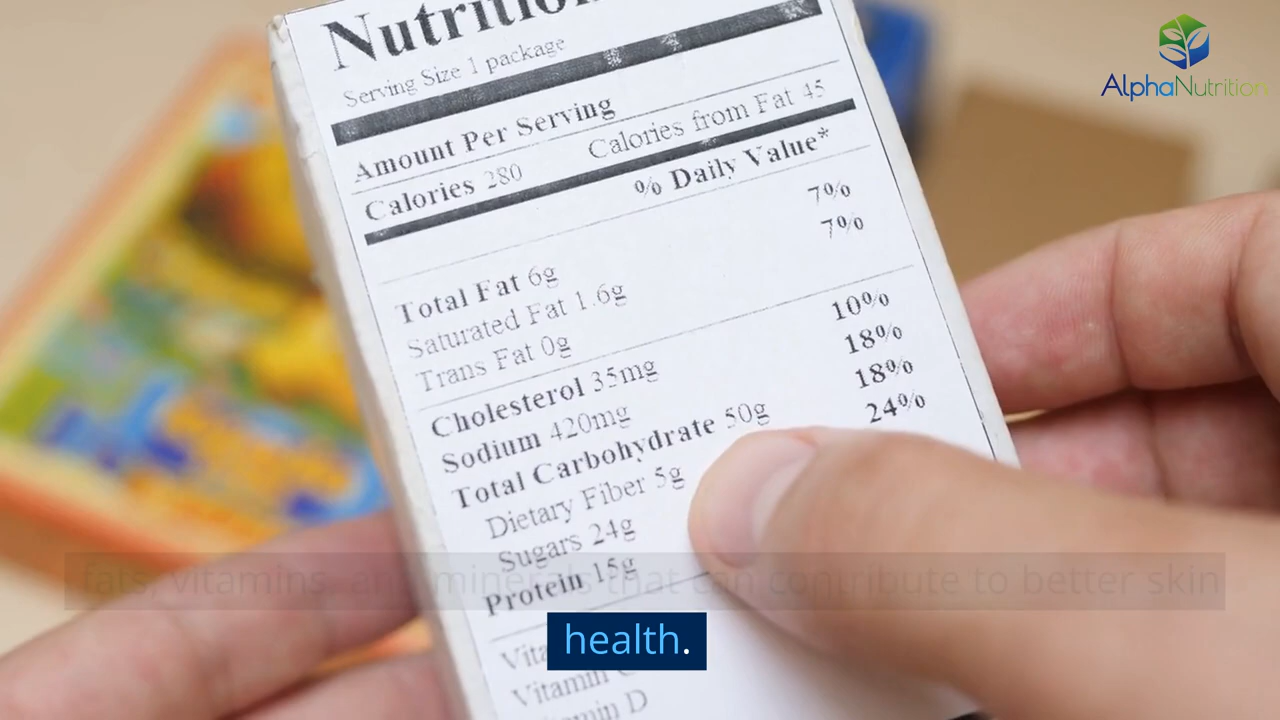 AlphaNutrition
Serving Size 1 package
Amount Per Serving
Calories 280 Calories from Fat 45
% Daily Value*
Total Fat 6g 7%
Saturated Fat 1.6g 7%
Trans Fat 0g
Cholesterol 35mg 10%
Sodium 420mg 18%
Total Carbohydrate 50g 18%
Dietary Fiber 5g 24%
Sugars 24g
Protein 15g
fats, vitamins, and minerals that can contribute to better skin
health.
Vitamin